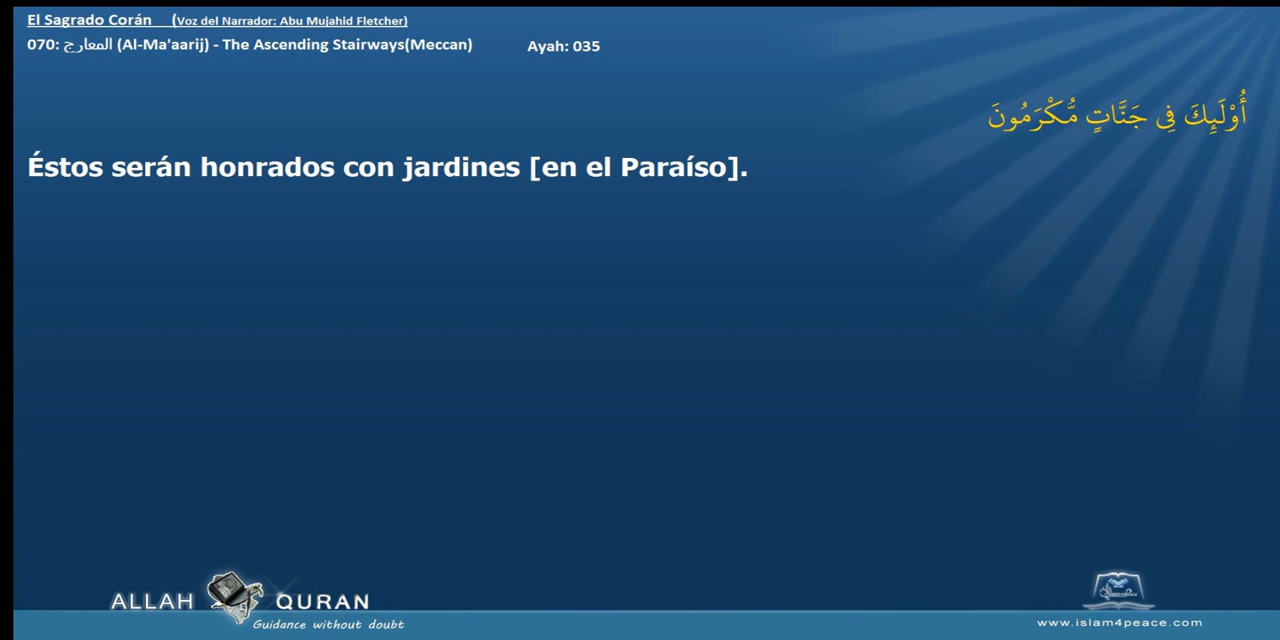 El Sagrado Corán (Voz del Narrador: Abu Mujahid Fletcher)
070: المعارج (Al-Ma'aarij) - The Ascending Stairways(Meccan) Ayah: 035
أُوْلَٰٓئِكَ فِى جَنَّاتٍ مُّكْرَمُونَ
Éstos serán honrados con jardines [en el Paraíso].
ALLAH QURAN
Guidance without doubt
www.islam4peace.com